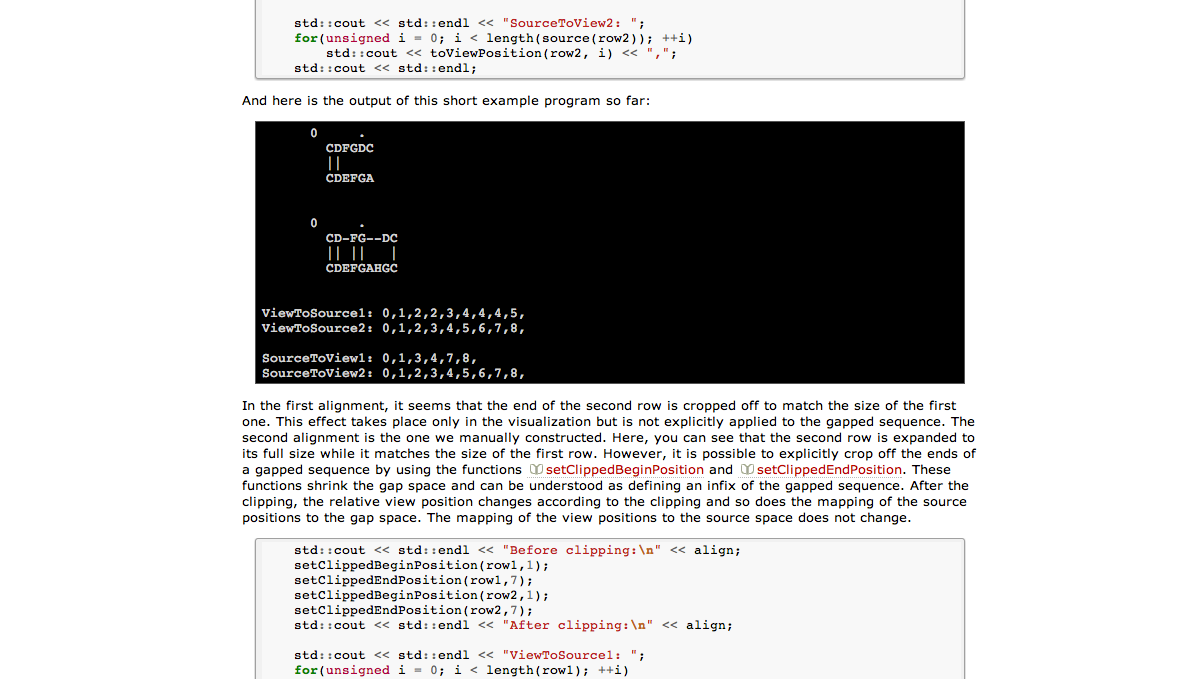 std::cout << std::endl << "SourceToView2: ";
for(unsigned i = 0; i < length(source(row2)); ++i)
    std::cout << toViewPosition(row2, i) << ",";
std::cout << std::endl;
And here is the output of this short example program so far:
      0     .
        CDFGDC
        ||
        CDEFGA
      0     .
        CD-FG--DC
        || ||   |
        CDEFGAHGC
ViewToSource1: 0,1,2,2,3,4,4,4,5,
ViewToSource2: 0,1,2,3,4,5,6,7,8,
SourceToView1: 0,1,3,4,7,8,
SourceToView2: 0,1,2,3,4,5,6,7,8,
In the first alignment, it seems that the end of the second row is cropped off to match the size of the first
one. This effect takes place only in the visualization but is not explicitly applied to the gapped sequence. The
second alignment is the one we manually constructed. Here, you can see that the second row is expanded to
its full size while it matches the size of the first row. However, it is possible to explicitly crop off the ends of
a gapped sequence by using the functions setClippedBeginPosition and setClippedEndPosition. These
functions shrink the gap space and can be understood as defining an infix of the gapped sequence. After the
clipping, the relative view position changes according to the clipping and so does the mapping of the source
positions to the gap space. The mapping of the view positions to the source space does not change.
std::cout << std::endl << "Before clipping:\n" << align;
setClippedBeginPosition(row1,1);
setClippedEndPosition(row1,7);
setClippedBeginPosition(row2,1);
setClippedEndPosition(row2,7);
std::cout << std::endl << "After clipping:\n" << align;
std::cout << std::endl << "ViewToSource1: ";
for(unsigned i = 0; i < length(row1); ++i)